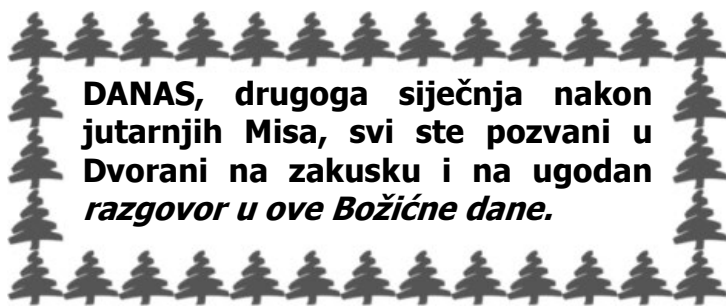 DANAS, drugoga siječnja nakon
jutarnjih Misa, svi ste pozvani u
Dvorani na zakusku i na ugodan
razgovor u ove Božićne dane.